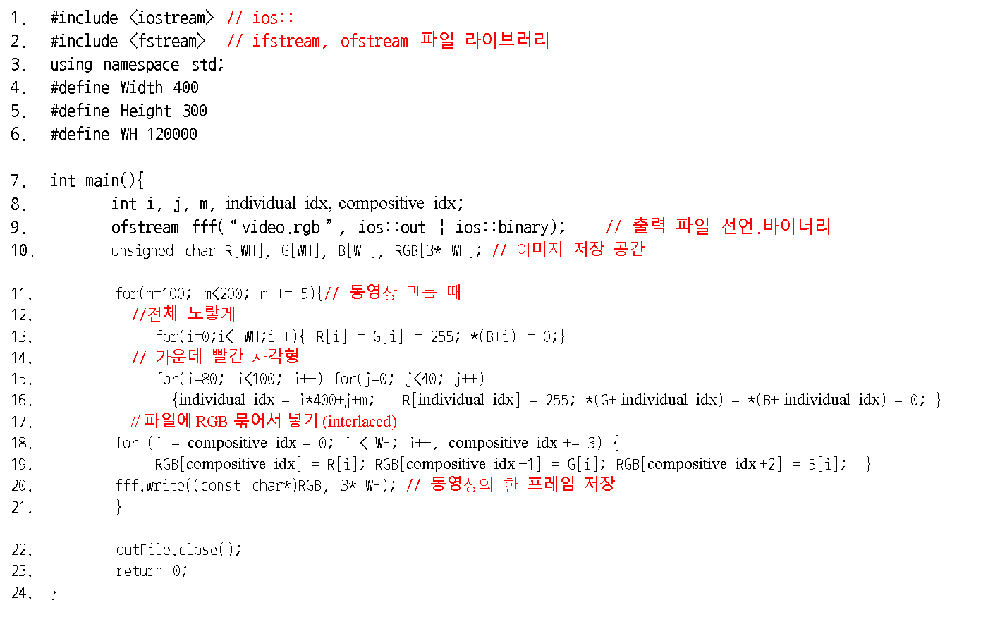 1. #include <iostream> // ios::
2. #include <fstream> // ifstream, ofstream 파일 라이브러리
3. using namespace std;
4. #define Width 400
5. #define Height 300
6. #define WH 120000
7. int main(){
8. int i, j, m, individual_idx, compositive_idx;
9. ofstream fff(“video.rgb”, ios::out | ios::binary); // 출력 파일 선언.바이너리
10. unsigned char R[WH], G[WH], B[WH], RGB[3* WH]; // 이미지 저장 공간
11. for(m=100; m<200; m += 5){// 동영상 만들 때
12. //전체 노랗게
13. for(i=0;i< WH;i++){ R[i] = G[i] = 255; *(B+i) = 0;}
14. // 가운데 빨간 사각형
15. for(i=80; i<100; i++) for(j=0; j<40; j++)
16. {individual_idx = i*400+j+m; R[individual_idx] = 255; *(G+ individual_idx) = *(B+ individual_idx) = 0; }
17. // 파일에 RGB 묶어서 넣기 (interlaced)
18. for (i = compositive_idx = 0; i < WH; i++, compositive_idx += 3) {
19. RGB[compositive_idx] = R[i]; RGB[compositive_idx +1] = G[i]; RGB[compositive_idx +2] = B[i]; }
20. fff.write((const char*)RGB, 3* WH); // 동영상의 한 프레임 저장
21. }
22. outFile.close();
23. return 0;
24. }